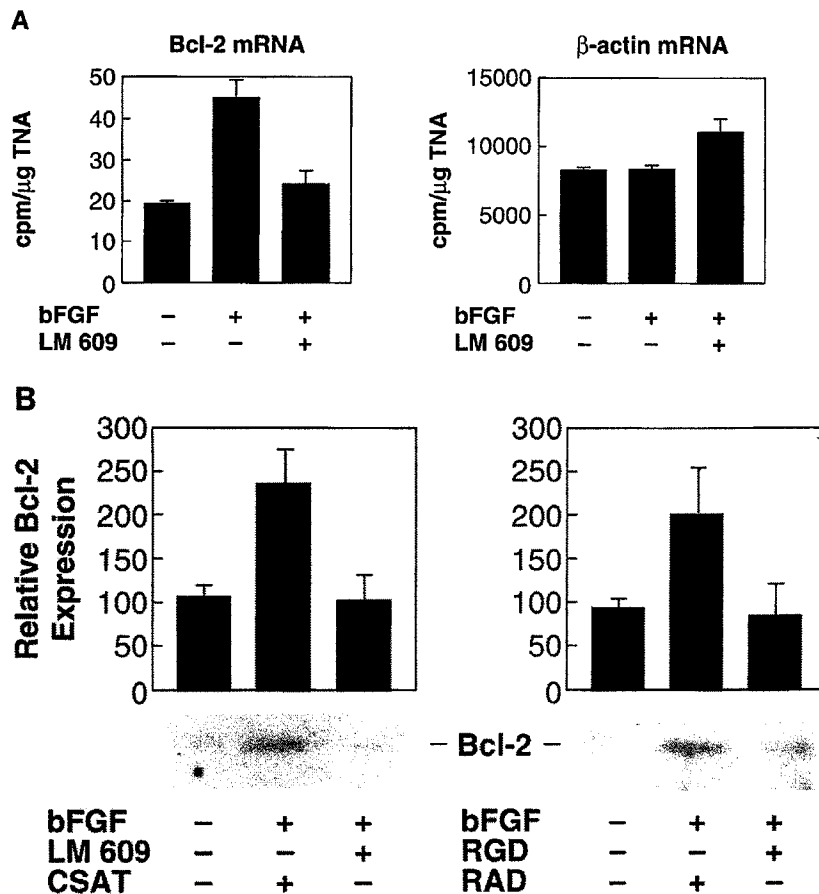 A
Bcl-2 mRNA
cpm/μg TNA
50
40
30
20
10
0
bFGF - + +
LM 609 - - +
β-actin mRNA
cpm/μg TNA
15000
10000
5000
0
bFGF - + +
LM 609 - - +
B
Relative Bcl-2
Expression
300
250
200
150
100
50
0
300
250
200
150
100
50
0
– Bcl-2 –
bFGF - + +
LM 609 - - +
CSAT - + -
bFGF - + +
RGD - - +
RAD - + -